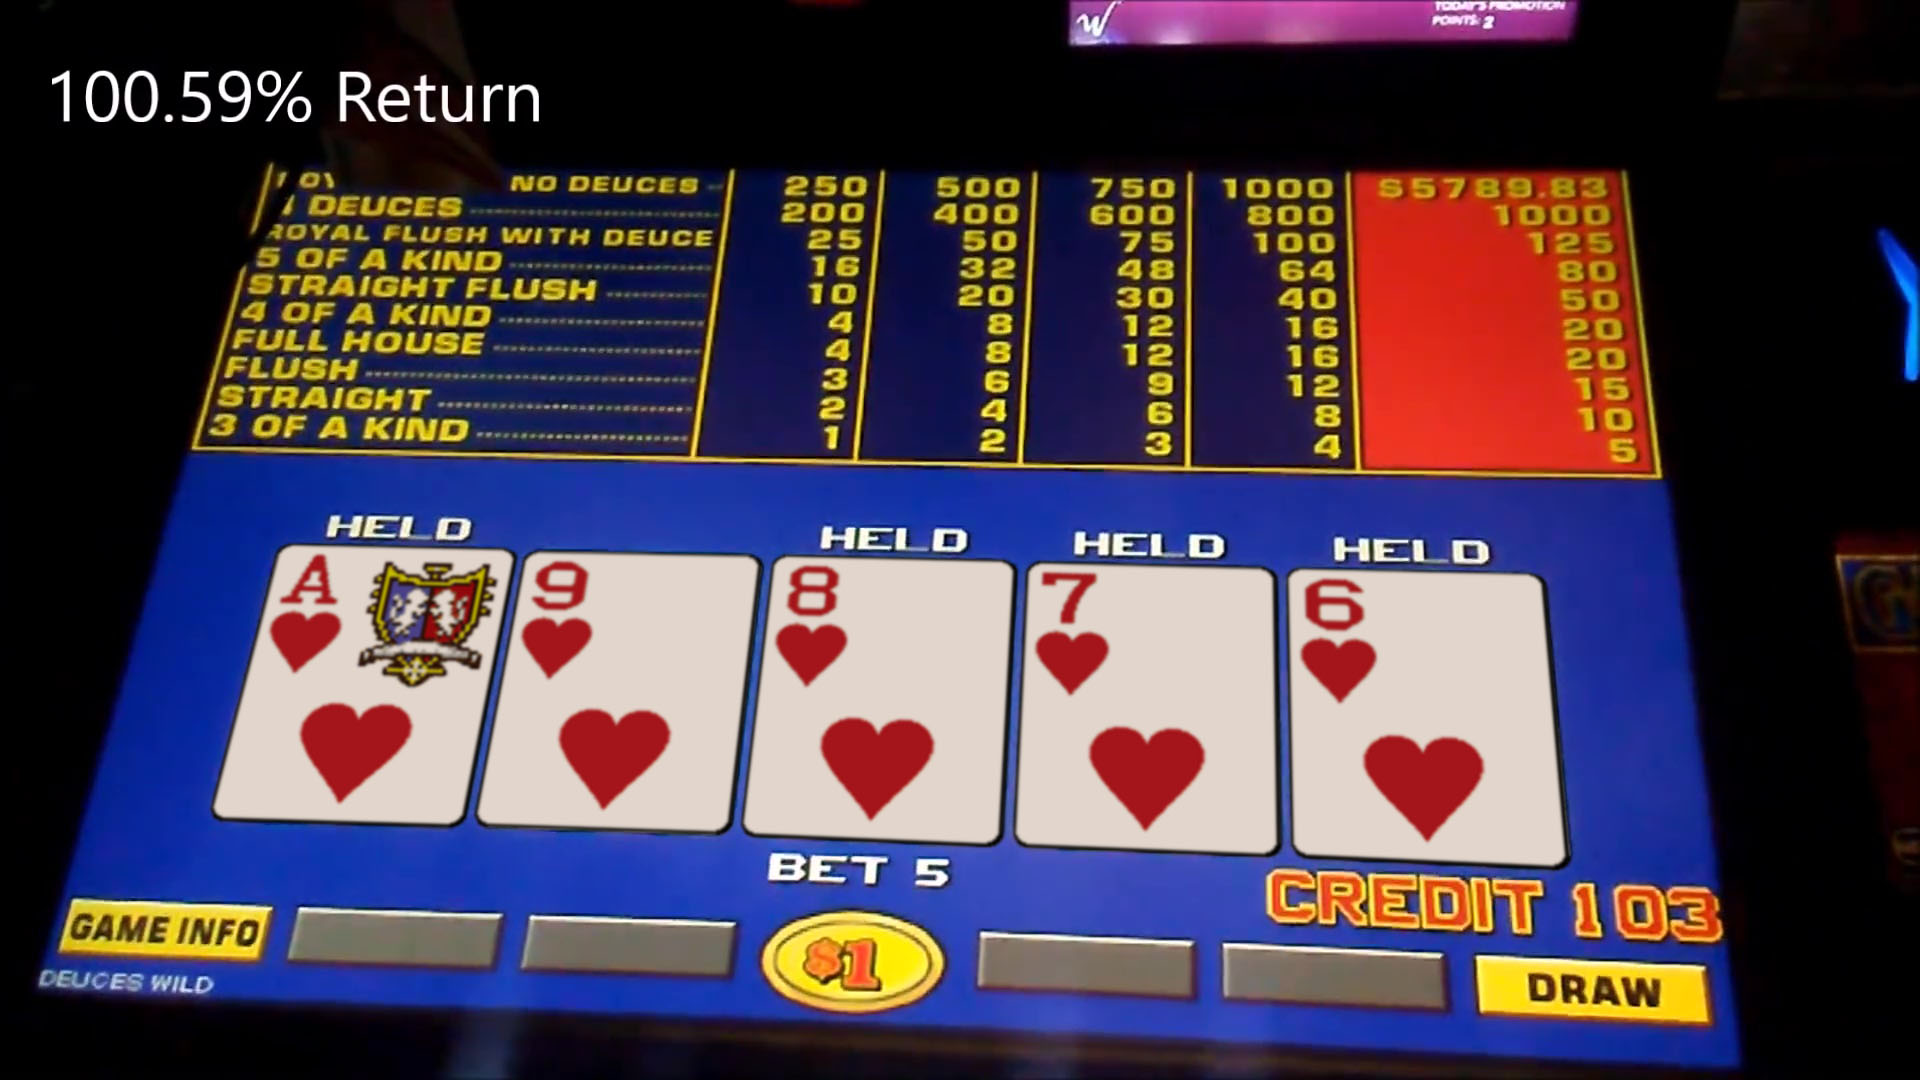 W
TODAY'S PROMOTION
POINTS: 2
100.59% Return
NO DEUCES 250 500 750 1000 $5789.83
DEUCES 200 400 600 800 1000
ROYAL FLUSH WITH DEUCE 25 50 75 100 125
5 OF A KIND 16 32 48 64 80
STRAIGHT FLUSH 10 20 30 40 50
4 OF A KIND 4 8 12 16 20
FULL HOUSE 4 8 12 16 20
FLUSH 3 6 9 12 15
STRAIGHT 2 4 6 8 10
3 OF A KIND 1 2 3 4 5
HELD HELD HELD HELD
A 9 8 7 6
BET 5
CREDIT 103
GAME INFO $1 DRAW
DEUCES WILD